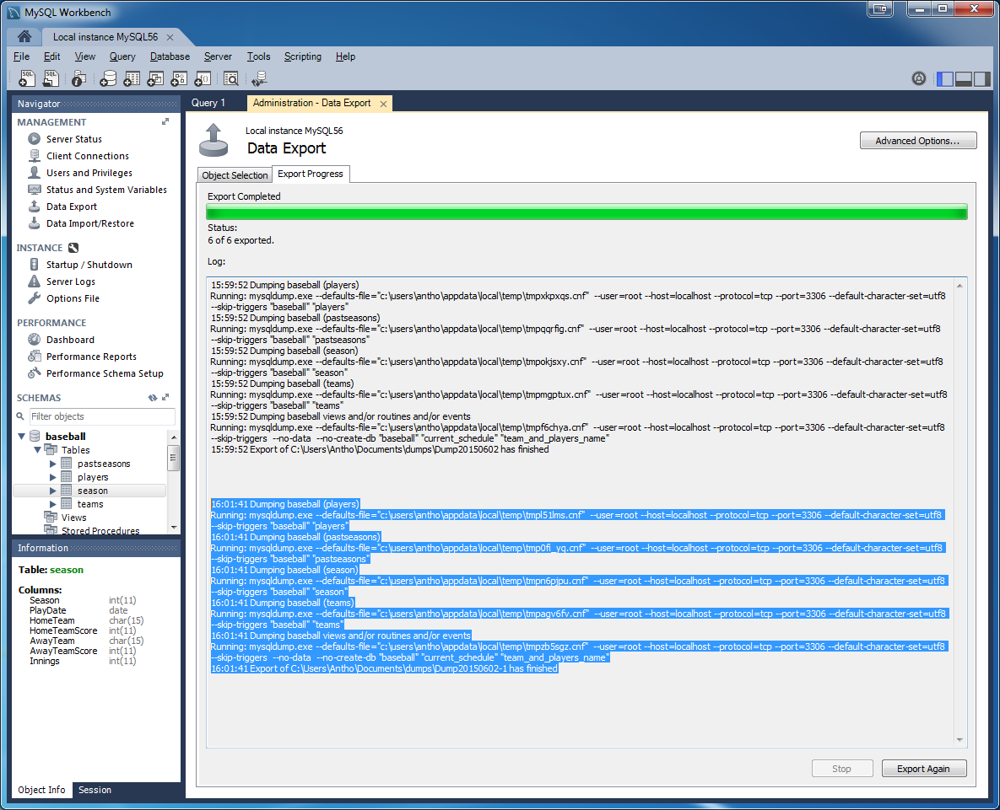 MySQL Workbench
Local instance MySQL56
File Edit View Query Database Server Tools Scripting Help
Navigator
MANAGEMENT
Server Status
Client Connections
Users and Privileges
Status and System Variables
Data Export
Data Import/Restore
INSTANCE
Startup / Shutdown
Server Logs
Options File
PERFORMANCE
Dashboard
Performance Reports
Performance Schema Setup
SCHEMAS
Filter objects
baseball
Tables
pastseasons
players
season
teams
Views
Stored Procedures
Information
Table: season
Columns:
Season int(11)
PlayDate date
HomeTeam char(15)
HomeTeamScore int(11)
AwayTeam char(15)
AwayTeamScore int(11)
Innings int(11)
Object Info Session
Query 1 Administration - Data Export
Local instance MySQL56
Data Export
Advanced Options...
Object Selection Export Progress
Export Completed
Status:
6 of 6 exported.
Log:
15:59:52 Dumping baseball (players)
Running: mysqldump.exe --defaults-file="c:\users\antho\appdata\local\temp\tmpxkpxqs.cnf" --user=root --host=localhost --protocol=tcp --port=3306 --default-character-set=utf8
--skip-triggers "baseball" "players"
15:59:52 Dumping baseball (pastseasons)
Running: mysqldump.exe --defaults-file="c:\users\antho\appdata\local\temp\tmpqqrfig.cnf" --user=root --host=localhost --protocol=tcp --port=3306 --default-character-set=utf8
--skip-triggers "baseball" "pastseasons"
15:59:52 Dumping baseball (season)
Running: mysqldump.exe --defaults-file="c:\users\antho\appdata\local\temp\tmpokjsxy.cnf" --user=root --host=localhost --protocol=tcp --port=3306 --default-character-set=utf8
--skip-triggers "baseball" "season"
15:59:52 Dumping baseball (teams)
Running: mysqldump.exe --defaults-file="c:\users\antho\appdata\local\temp\tmpmgptux.cnf" --user=root --host=localhost --protocol=tcp --port=3306 --default-character-set=utf8
--skip-triggers "baseball" "teams"
15:59:52 Dumping baseball views and/or routines and/or events
Running: mysqldump.exe --defaults-file="c:\users\antho\appdata\local\temp\tmpf6chya.cnf" --user=root --host=localhost --protocol=tcp --port=3306 --default-character-set=utf8
--skip-triggers --no-data --no-create-db "baseball" "current_schedule" "team_and_players_name"
15:59:52 Export of C:\Users\Antho\Documents\dumps\Dump20150602 has finished
16:01:41 Dumping baseball (players)
Running: mysqldump.exe --defaults-file="c:\users\antho\appdata\local\temp\tmpl51lms.cnf" --user=root --host=localhost --protocol=tcp --port=3306 --default-character-set=utf8
--skip-triggers "baseball" "players"
16:01:41 Dumping baseball (pastseasons)
Running: mysqldump.exe --defaults-file="c:\users\antho\appdata\local\temp\tmp0fi_yq.cnf" --user=root --host=localhost --protocol=tcp --port=3306 --default-character-set=utf8
--skip-triggers "baseball" "pastseasons"
16:01:41 Dumping baseball (season)
Running: mysqldump.exe --defaults-file="c:\users\antho\appdata\local\temp\tmpn6pjpu.cnf" --user=root --host=localhost --protocol=tcp --port=3306 --default-character-set=utf8
--skip-triggers "baseball" "season"
16:01:41 Dumping baseball (teams)
Running: mysqldump.exe --defaults-file="c:\users\antho\appdata\local\temp\tmpagv6fv.cnf" --user=root --host=localhost --protocol=tcp --port=3306 --default-character-set=utf8
--skip-triggers "baseball" "teams"
16:01:41 Dumping baseball views and/or routines and/or events
Running: mysqldump.exe --defaults-file="c:\users\antho\appdata\local\temp\tmpzb5sgz.cnf" --user=root --host=localhost --protocol=tcp --port=3306 --default-character-set=utf8
--skip-triggers --no-data --no-create-db "baseball" "current_schedule" "team_and_players_name"
16:01:41 Export of C:\Users\Antho\Documents\dumps\Dump20150602-1 has finished
Stop Export Again